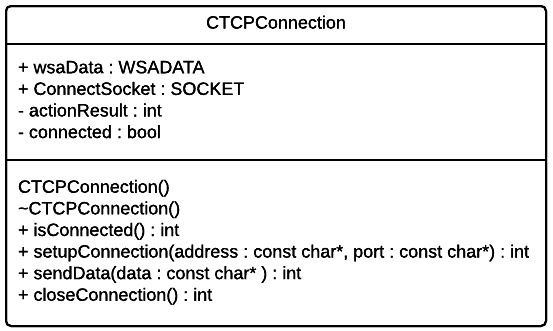 CTCPConnection
+ wsaData : WSADATA
+ ConnectSocket : SOCKET
- actionResult : int
- connected : bool
CTCPConnection()
~CTCPConnection()
+ isConnected() : int
+ setupConnection(address : const char*, port : const char*) : int
+ sendData(data : const char* ) : int
+ closeConnection() : int